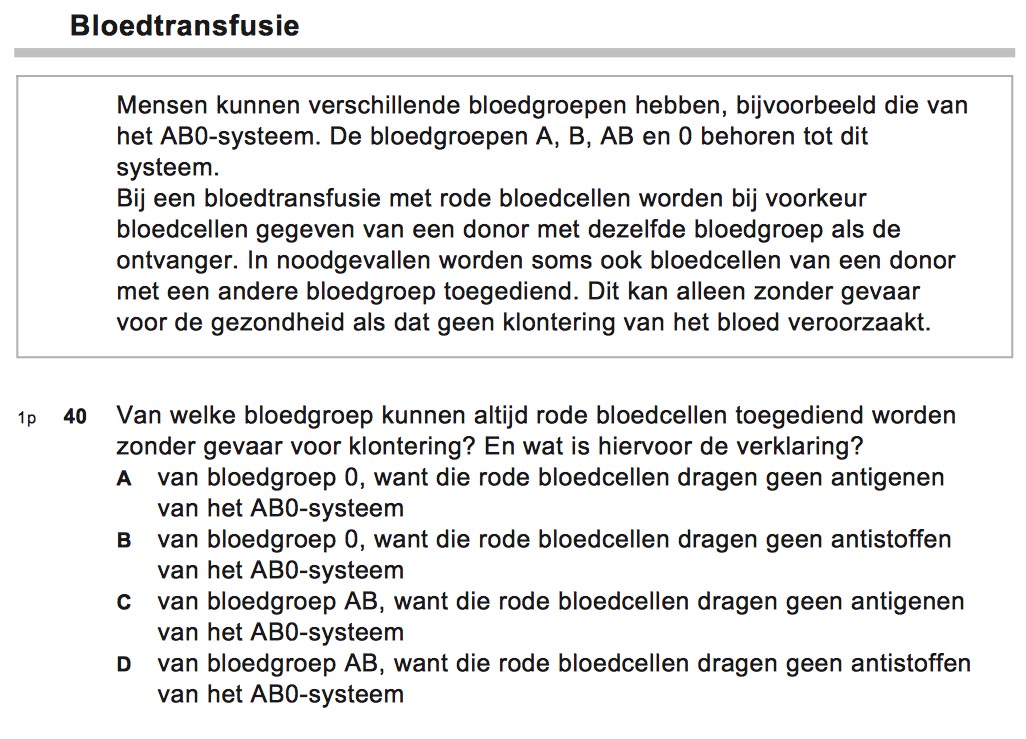 Bloedtransfusie
Mensen kunnen verschillende bloedgroepen hebben, bijvoorbeeld die van
het AB0-systeem. De bloedgroepen A, B, AB en 0 behoren tot dit
systeem.
Bij een bloedtransfusie met rode bloedcellen worden bij voorkeur
bloedcellen gegeven van een donor met dezelfde bloedgroep als de
ontvanger. In noodgevallen worden soms ook bloedcellen van een donor
met een andere bloedgroep toegediend. Dit kan alleen zonder gevaar
voor de gezondheid als dat geen klontering van het bloed veroorzaakt.
1p 40 Van welke bloedgroep kunnen altijd rode bloedcellen toegediend worden
zonder gevaar voor klontering? En wat is hiervoor de verklaring?
A van bloedgroep 0, want die rode bloedcellen dragen geen antigenen
van het AB0-systeem
B van bloedgroep 0, want die rode bloedcellen dragen geen antistoffen
van het AB0-systeem
C van bloedgroep AB, want die rode bloedcellen dragen geen antigenen
van het AB0-systeem
D van bloedgroep AB, want die rode bloedcellen dragen geen antistoffen
van het AB0-systeem